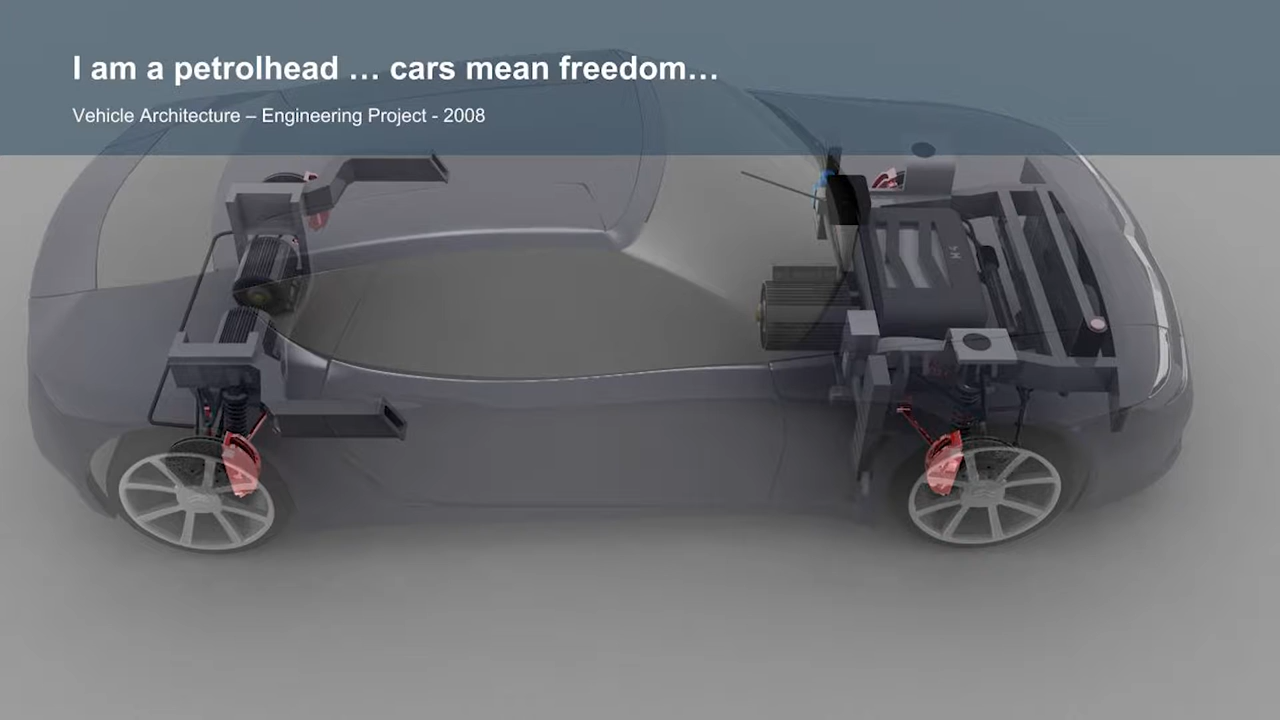 I am a petrolhead … cars mean freedom…
Vehicle Architecture – Engineering Project - 2008